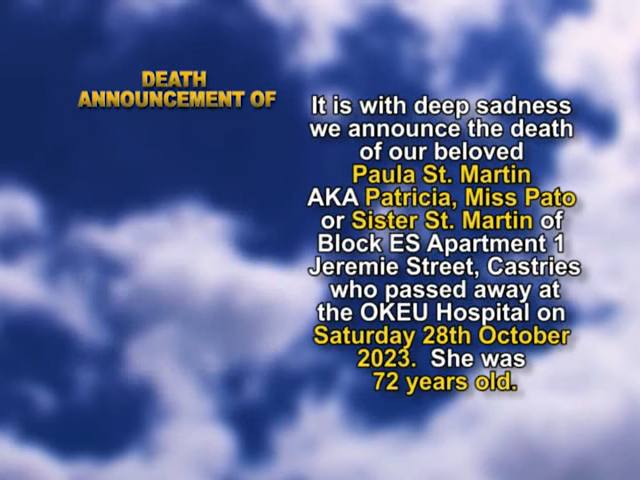 DEATH
ANNOUNCEMENT OF
It is with deep sadness
we announce the death
of our beloved
Paula St. Martin
AKA Patricia, Miss Pato
or Sister St. Martin of
Block ES Apartment 1
Jeremie Street, Castries
who passed away at
the OKEU Hospital on
Saturday 28th October
2023. She was
72 years old.